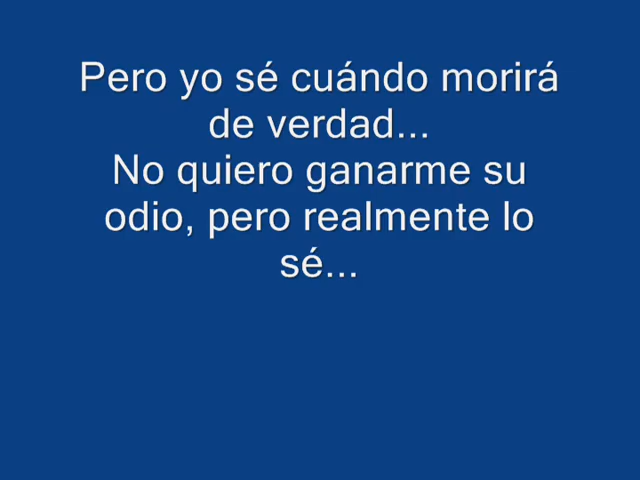 Pero yo sé cuándo morirá
de verdad...
No quiero ganarme su
odio, pero realmente lo
sé...